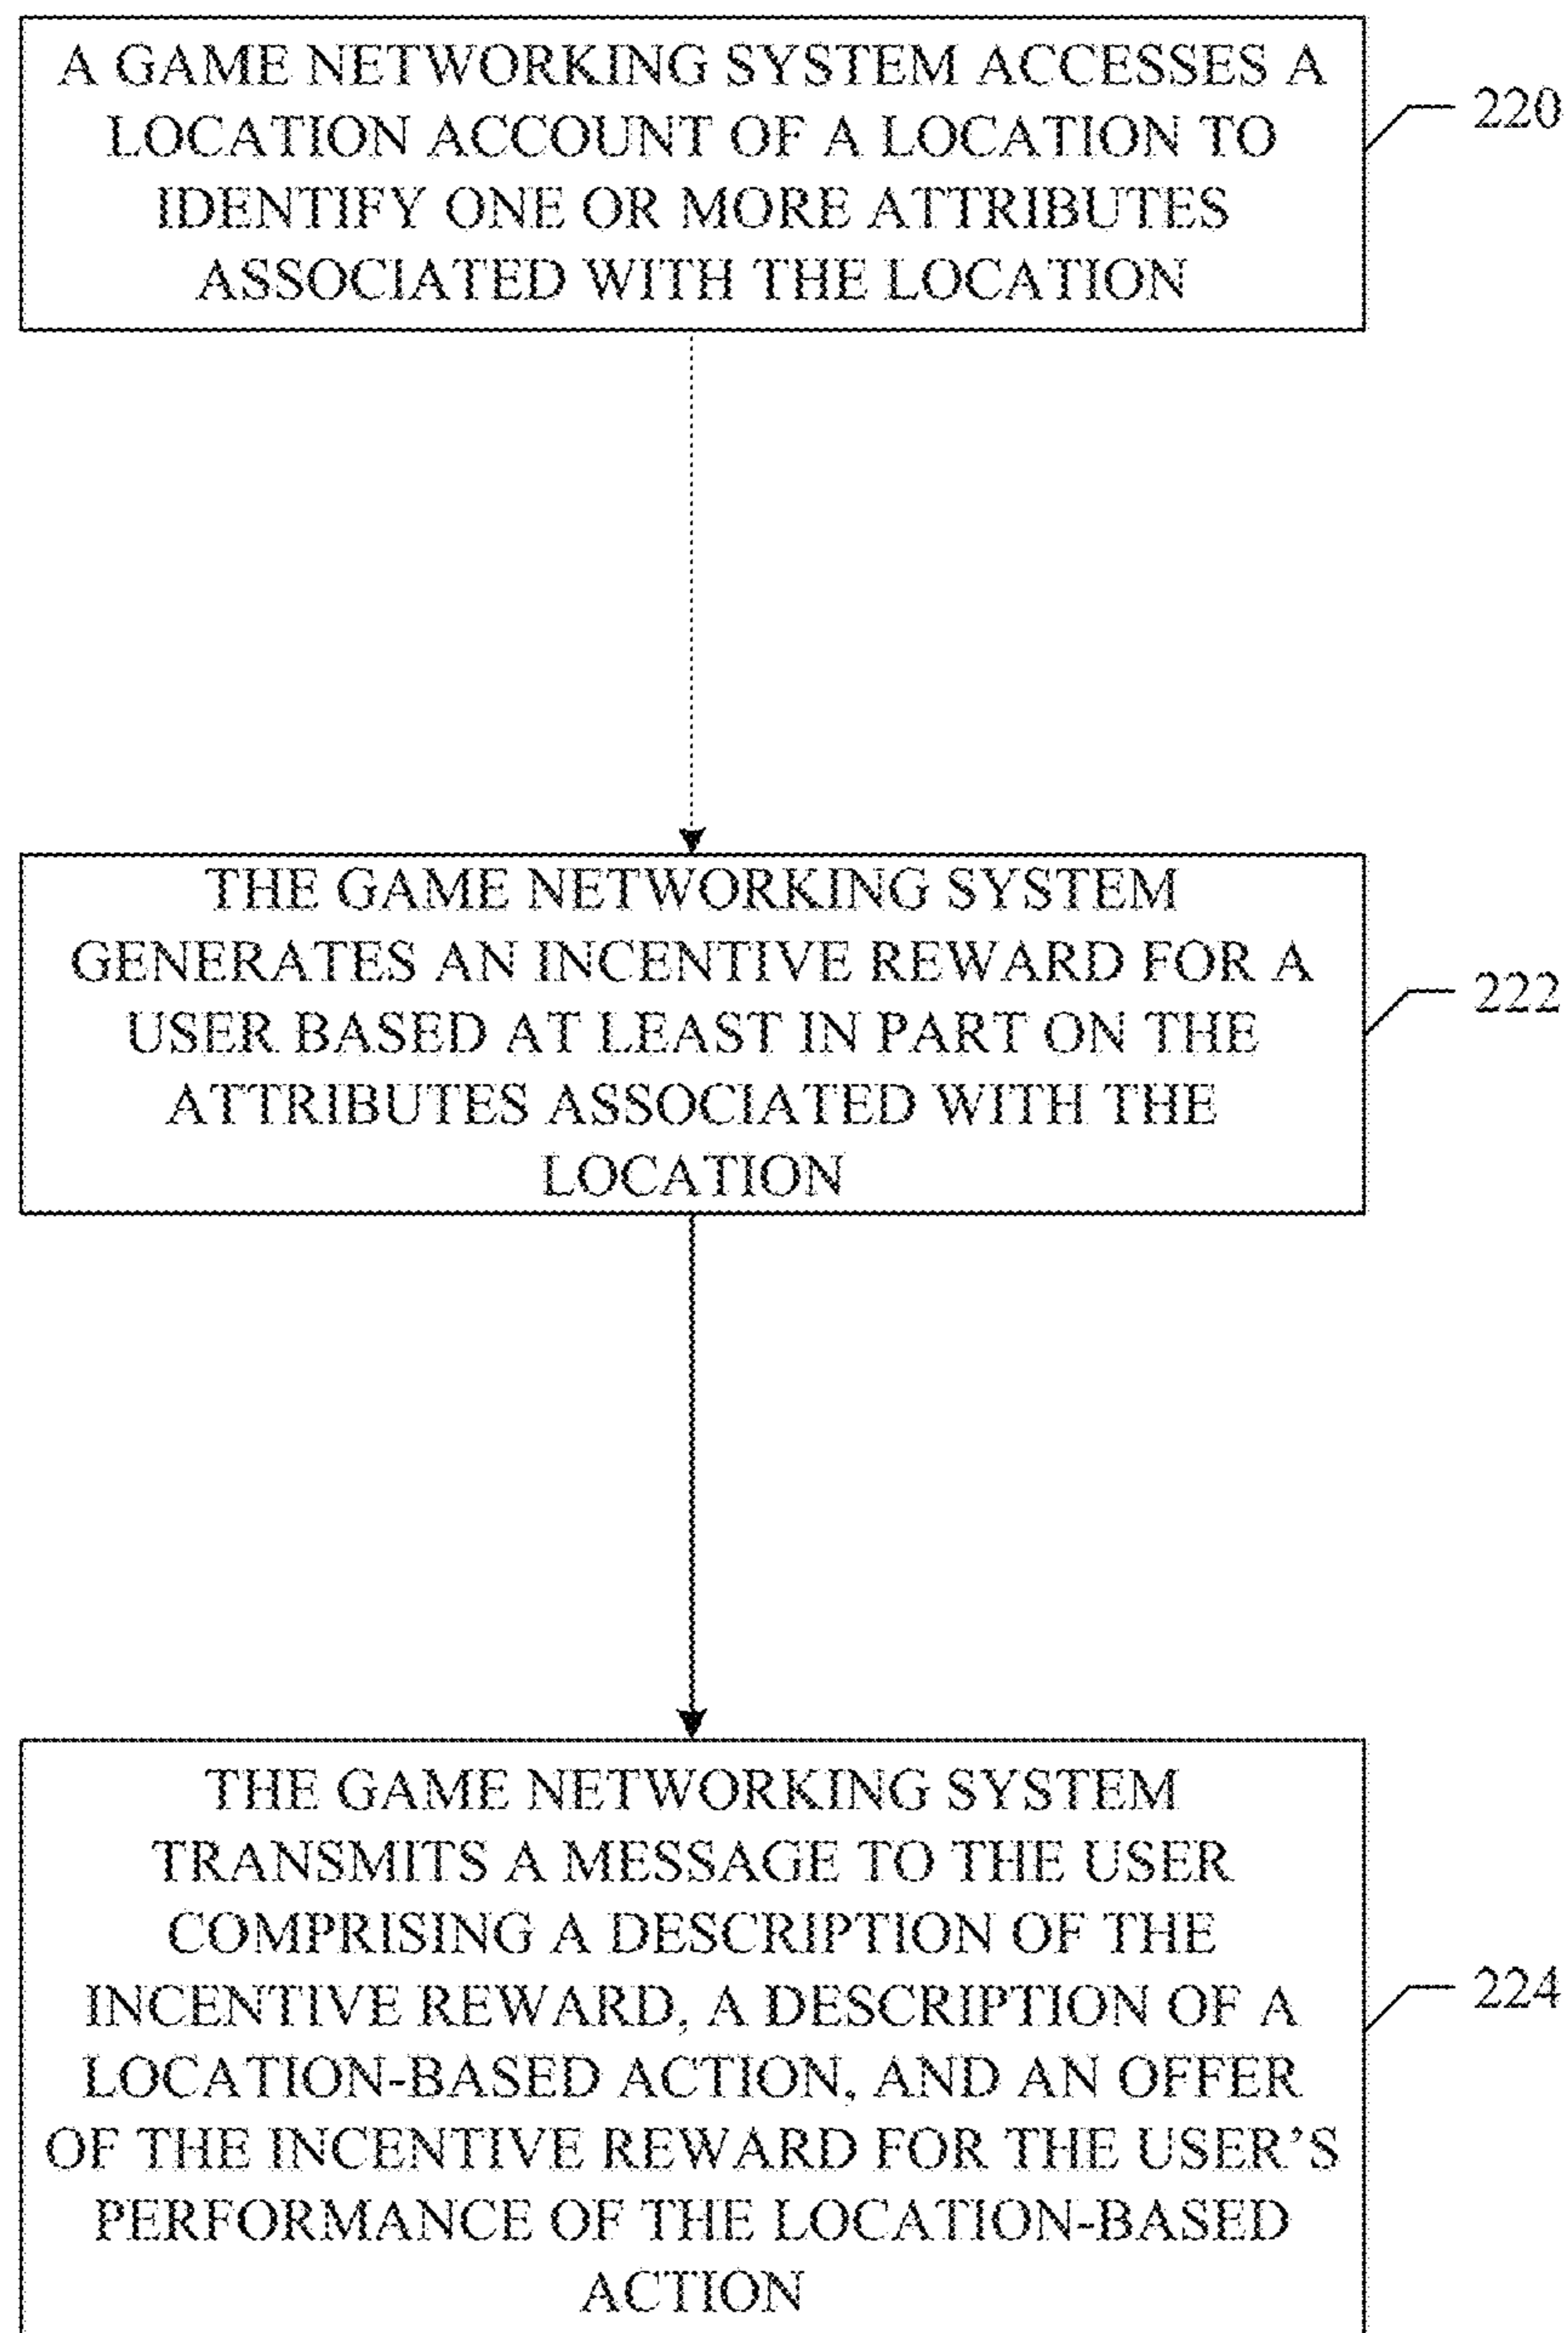 A GAME NETWORKING SYSTEM ACCESSES A
LOCATION ACCOUNT OF A LOCATION TO
IDENTIFY ONE OR MORE ATTRIBUTES
ASSOCIATED WITH THE LOCATION
220
THE GAME NETWORKING SYSTEM
GENERATES AN INCENTIVE REWARD FOR A
USER BASED AT LEAST IN PART ON THE
ATTRIBUTES ASSOCIATED WITH THE
LOCATION
222
THE GAME NETWORKING SYSTEM
TRANSMITS A MESSAGE TO THE USER
COMPRISING A DESCRIPTION OF THE
INCENTIVE REWARD, A DESCRIPTION OF A
LOCATION-BASED ACTION, AND AN OFFER
OF THE INCENTIVE REWARD FOR THE USER’S
PERFORMANCE OF THE LOCATION-BASED
ACTION
224